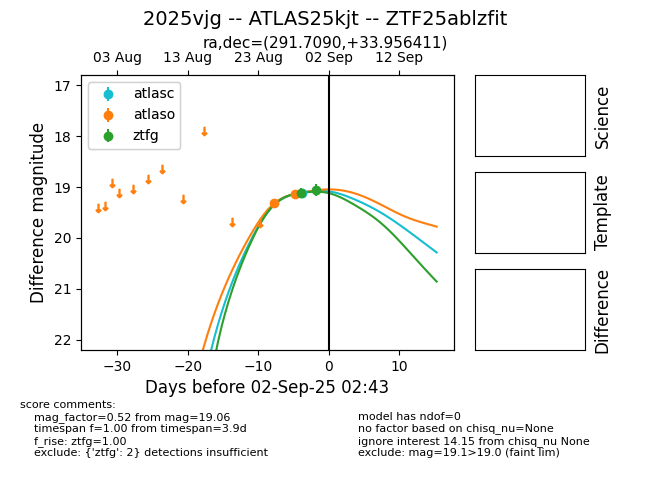 2025vjg -- ATLAS25kjt -- ZTF25ablzfit
ra,dec=(291.7090,+33.956411)
03 Aug 13 Aug 23 Aug 02 Sep 12 Sep
atlasc
atlaso
ztfg
17
18
19
20
21
22
Difference magnitude
−30 −20 −10 0 10
Days before 02-Sep-25 02:43
Science
Template
Difference
score comments:
mag_factor=0.52 from mag=19.06
timespan f=1.00 from timespan=3.9d
f_rise: ztfg=1.00
exclude: {'ztfg': 2} detections insufficient
model has ndof=0
no factor based on chisq_nu=None
ignore interest 14.15 from chisq_nu None
exclude: mag=19.1>19.0 (faint lim)